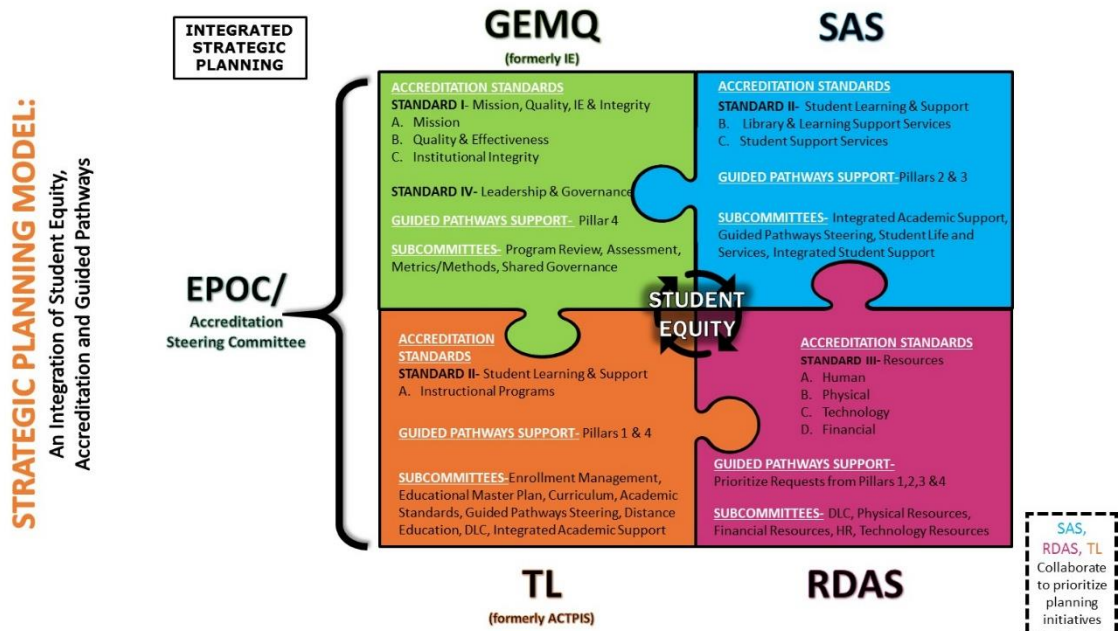 STRATEGIC PLANNING MODEL:
An Integration of Student Equity,
Accreditation and Guided Pathways
INTEGRATED
STRATEGIC
PLANNING
EPOC/
Accreditation
Steering Committee
GEMQ
(formerly IE)
ACCREDITATION STANDARDS
STANDARD I- Mission, Quality, IE & Integrity
A. Mission
B. Quality & Effectiveness
C. Institutional Integrity
STANDARD IV- Leadership & Governance
GUIDED PATHWAYS SUPPORT- Pillar 4
SUBCOMMITTEES- Program Review, Assessment,
Metrics/Methods, Shared Governance
SAS
ACCREDITATION STANDARDS
STANDARD II- Student Learning & Support
B. Library & Learning Support Services
C. Student Support Services
GUIDED PATHWAYS SUPPORT-Pillars 2 & 3
SUBCOMMITTEES- Integrated Academic Support,
Guided Pathways Steering, Student Life and
Services, Integrated Student Support
STUDENT
EQUITY
ACCREDITATION
STANDARDS
STANDARD II- Student Learning & Support
A. Instructional Programs
GUIDED PATHWAYS SUPPORT- Pillars 1 & 4
SUBCOMMITTEES-Enrollment Management,
Educational Master Plan, Curriculum, Academic
Standards, Guided Pathways Steering, Distance
Education, DLC, Integrated Academic Support
TL
(formerly ACTPIS)
ACCREDITATION STANDARDS
STANDARD III- Resources
A. Human
B. Physical
C. Technology
D. Financial
GUIDED PATHWAYS SUPPORT-
Prioritize Requests from Pillars 1,2,3 &4
SUBCOMMITTEES- DLC, Physical Resources,
Financial Resources, HR, Technology Resources
RDAS
SAS,
RDAS, TL
Collaborate
to prioritize
planning
initiatives